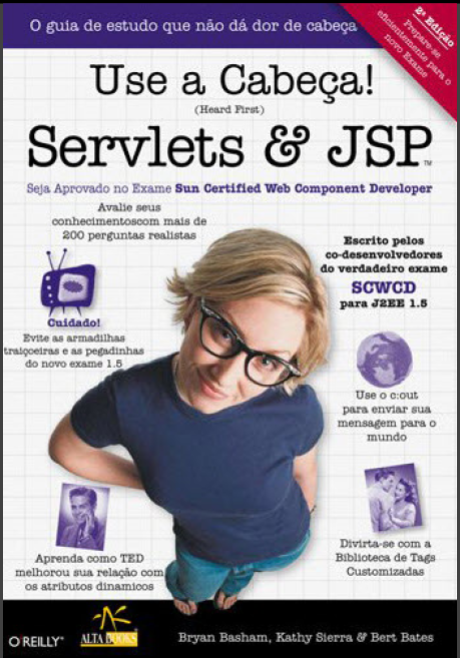 O guia de estudo que não dá dor de cabeça
2ª Edição
Prepare-se
eficientemente para o
novo Exame
Use a Cabeça!
(Heard First)
Servlets & JSP™
Seja Aprovado no Exame Sun Certified Web Component Developer
Avalie seus
conhecimentoscom mais de
200 perguntas realistas
Escrito pelos
co-desenvolvedores
do verdadeiro exame
SCWCD
para J2EE 1.5
Cuidado!
Evite as armadilhas
traiçoeiras e as pegadinhas
do novo exame 1.5
Use o c:out
para enviar sua
mensagem para o
mundo
Aprenda como TED
melhorou sua relação com
os atributos dinamicos
Divirta-se com a
Biblioteca de Tags
Customizadas
O'REILLY®
ALTA BOOKS
Bryan Basham, Kathy Sierra & Bert Bates